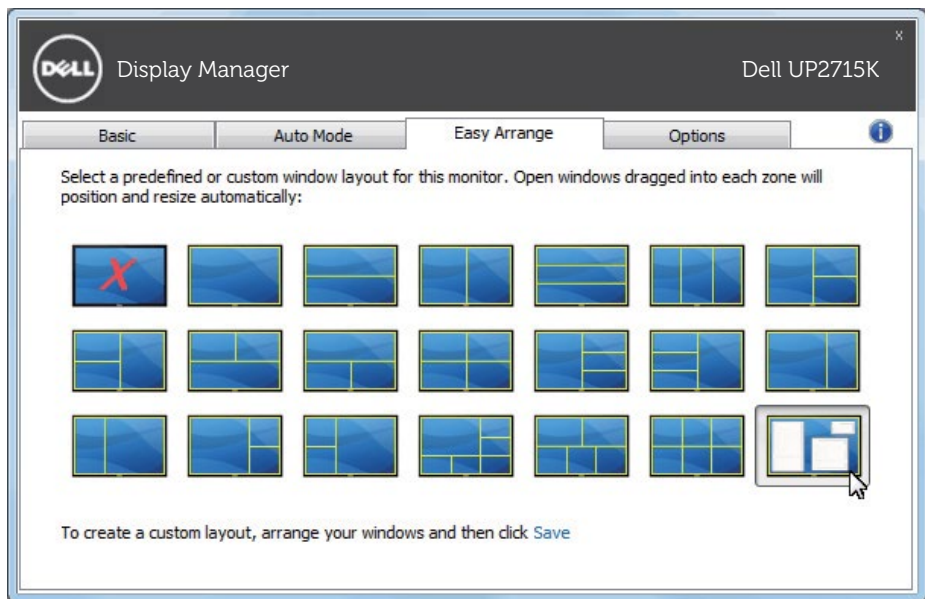 X
DELL
Display Manager
Dell UP2715K
Basic
Auto Mode
Easy Arrange
Options
i
Select a predefined or custom window layout for this monitor. Open windows dragged into each zone will
position and resize automatically:
X
To create a custom layout, arrange your windows and then click Save